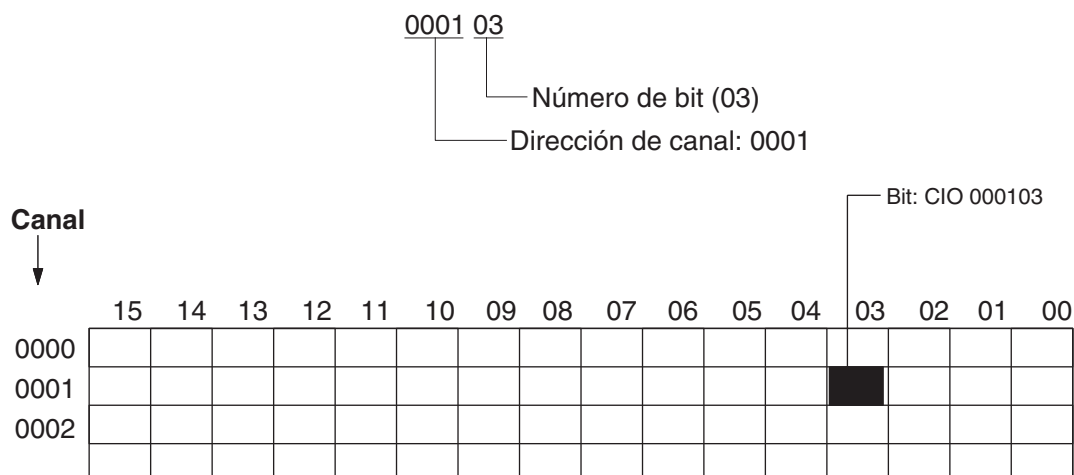 0001 03
Número de bit (03)
Dirección de canal: 0001
Bit: CIO 000103
Canal
15 14 13 12 11 10 09 08 07 06 05 04 03 02 01 00
0000
0001
0002